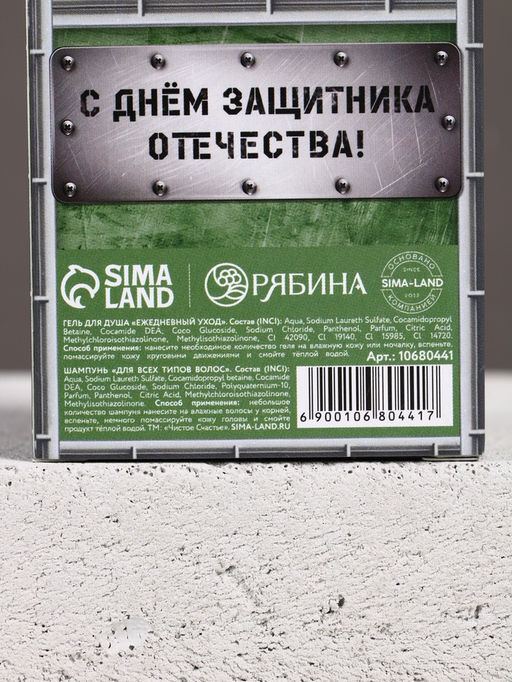 С ДНЁМ ЗАЩИТНИКА
ОТЕЧЕСТВА!
SIMA
LAND
РЯБИНА
ОСНОВАНО
SINCE
SIMA-LAND
2013
КОМПАНИЕЙ
ГЕЛЬ ДЛЯ ДУША «ЕЖЕДНЕВНЫЙ УХОД». Состав (INCI): Aqua, Sodium Laureth Sulfate, Cocamidopropyl
Betaine, Cocamide DEA, Coco Glucoside, Sodium Chloride, Panthenol, Parfum, Citric Acid,
Methylchloroisothiazolinone, Methylisothiazolinone, CI 42090, CI 19140, CI 15985, CI 14720.
Способ применения: нанесите необходимое количество геля на влажную кожу или мочалку, вспеньте,
помассируйте кожу круговыми движениями и смойте тёплой водой.
Арт.: 10680441
ШАМПУНЬ «ДЛЯ ВСЕХ ТИПОВ ВОЛОС». Состав (INCI):
Aqua, Sodium Laureth Sulfate, Cocamidopropyl betaine, Cocamide
DEA, Coco Glucoside, Sodium Chloride, Polyquaternium-10,
Parfum, Panthenol, Citric Acid, Methylchloroisothiazolinone,
Methylisothiazolinone. Способ применения: небольшое
количество шампуня нанесите на влажные волосы у корней,
вспеньте, немного помассируйте кожу головы и смойте
продукт тёплой водой. ТМ: «Чистое Счастье». SIMA-LAND.RU
6 900106 804417